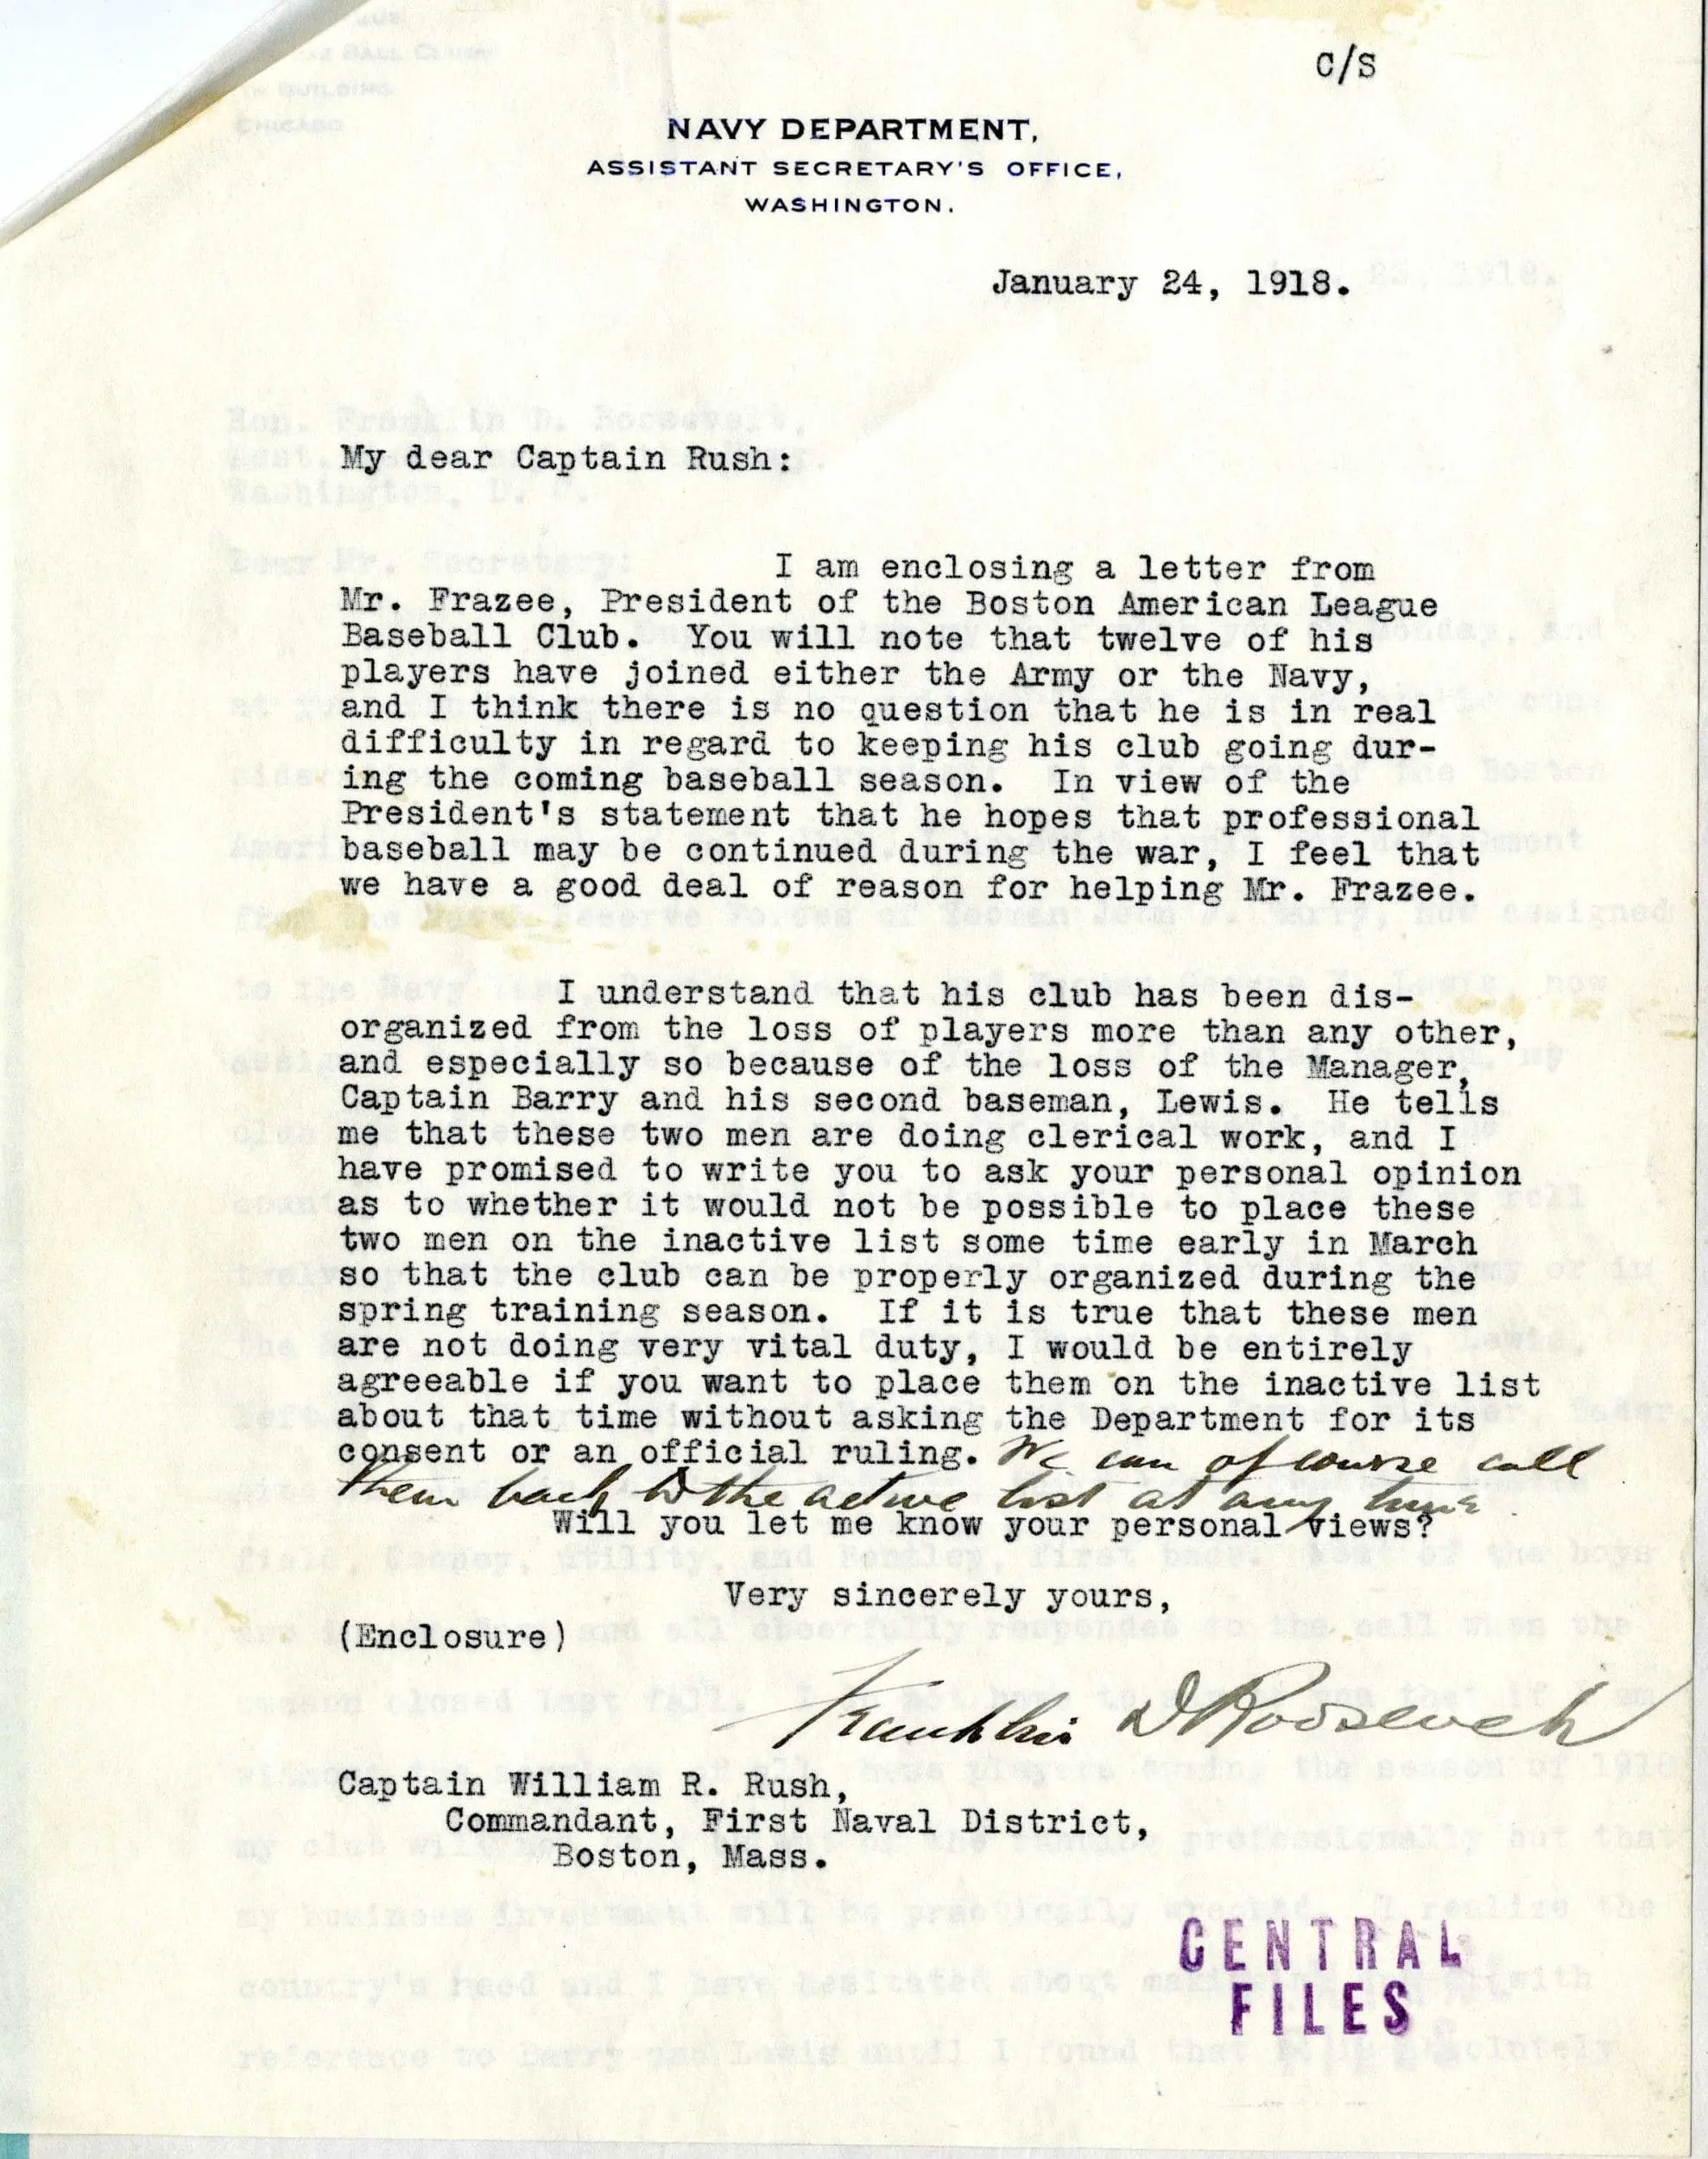 C/S
NAVY DEPARTMENT,
ASSISTANT SECRETARY'S OFFICE,
WASHINGTON.
January 24, 1918.
My dear Captain Rush:
I am enclosing a letter from
Mr. Frazee, President of the Boston American League
Baseball Club. You will note that twelve of his
players have joined either the Army or the Navy,
and I think there is no question that he is in real
difficulty in regard to keeping his club going dur-
ing the coming baseball season. In view of the
President's statement that he hopes that professional
baseball may be continued during the war, I feel that
we have a good deal of reason for helping Mr. Frazee.
I understand that his club has been dis-
organized from the loss of players more than any other,
and especially so because of the loss of the Manager,
Captain Barry and his second baseman, Lewis. He tells
me that these two men are doing clerical work, and I
have promised to write you to ask your personal opinion
as to whether it would not be possible to place these
two men on the inactive list some time early in March
so that the club can be properly organized during the
spring training season. If it is true that these men
are not doing very vital duty, I would be entirely
agreeable if you want to place them on the inactive list
about that time without asking the Department for its
consent or an official ruling. We can of course call
them back to the active list at any time
Will you let me know your personal views?
Very sincerely yours,
(Enclosure)
Franklin D Roosevelt
Captain William R. Rush,
Commandant, First Naval District,
Boston, Mass.
CENTRAL
FILES